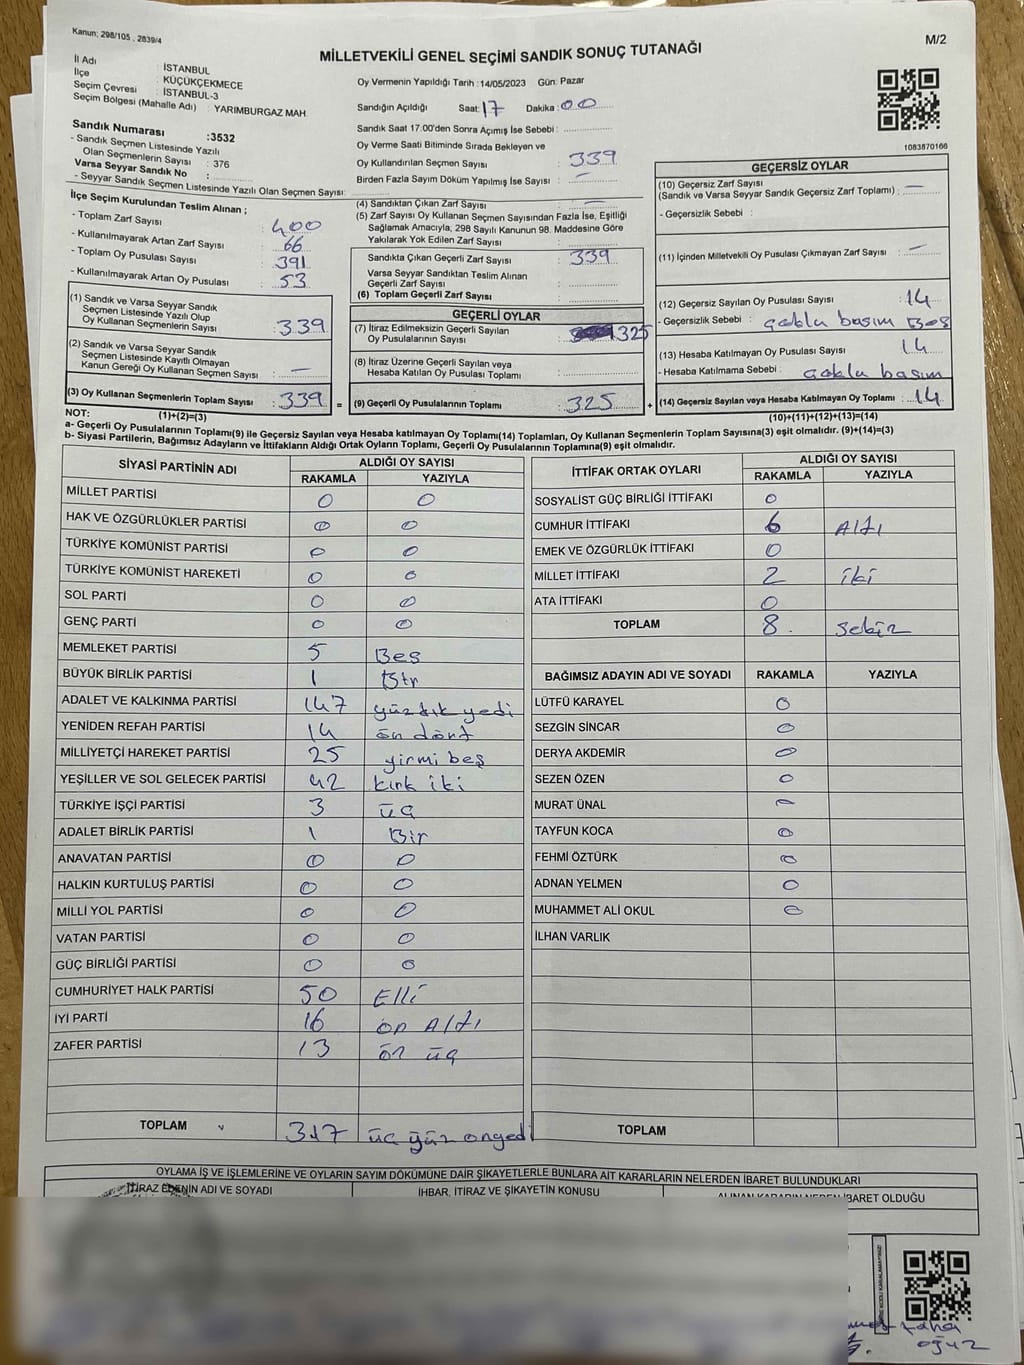 Kanun; 298/105 . 2839/4
MİLLETVEKİLİ GENEL SEÇİMİ SANDIK SONUÇ TUTANAĞI
M/2
İl Adı : İSTANBUL
İlçe : KÜÇÜKÇEKMECE
Seçim Çevresi : İSTANBUL-3
Seçim Bölgesi (Mahalle Adı) : YARIMBURGAZ MAH
Sandık Numarası :3532
- Sandık Seçmen Listesinde Yazılı
Olan Seçmenlerin Sayısı : 376
Varsa Seyyar Sandık No :
- Seyyar Sandık Seçmen Listesinde Yazılı Olan Seçmen Sayısı:
Oy Vermenin Yapıldığı Tarih :14/05/2023 Gün: Pazar
Sandığın Açıldığı Saat: 17 Dakika : 00
Sandık Saat 17.00'den Sonra Açımış İse Sebebi :
Oy Verme Saati Bitiminde Sırada Bekleyen ve
Oy Kullandırılan Seçmen Sayısı : 339
Birden Fazla Sayım Döküm Yapılmış İse Sayısı : —
1083870166
İlçe Seçim Kurulundan Teslim Alınan ;
- Toplam Zarf Sayısı : 400
- Kullanılmayarak Artan Zarf Sayısı : 66
- Toplam Oy Pusulası Sayısı : 391
- Kullanılmayarak Artan Oy Pusulası : 53
(1) Sandık ve Varsa Seyyar Sandık
Seçmen Listesinde Yazılı Olup
Oy Kullanan Seçmenlerin Sayısı : 339
(2) Sandık ve Varsa Seyyar Sandık
Seçmen Listesinde Kayıtlı Olmayan
Kanun Gereği Oy Kullanan Seçmen Sayısı : —
(3) Oy Kullanan Seçmenlerin Toplam Sayısı : 339 =
(4) Sandıktan Çıkan Zarf Sayısı : —
(5) Zarf Sayısı Oy Kullanan Seçmen Sayısından Fazla İse, Eşitliği
Sağlamak Amacıyla, 298 Sayılı Kanunun 98. Maddesine Göre
Yakılarak Yok Edilen Zarf Sayısı :
Sandıkta Çıkan Geçerli Zarf Sayısı : 339
Varsa Seyyar Sandıktan Teslim Alınan
Geçerli Zarf Sayısı :
(6) Toplam Geçerli Zarf Sayısı :
GEÇERLİ OYLAR
(7) İtiraz Edilmeksizin Geçerli Sayılan
Oy Pusulalarının Sayısı : 325
(8) İtiraz Üzerine Geçerli Sayılan veya
Hesaba Katılan Oy Pusulası Toplamı :
(9) Geçerli Oy Pusulalarının Toplamı : 325 +
GEÇERSİZ OYLAR
(10) Geçersiz Zarf Sayısı
(Sandık ve Varsa Seyyar Sandık Geçersiz Zarf Toplamı) : —
- Geçersizlik Sebebi :
(11) İçinden Milletvekili Oy Pusulası Çıkmayan Zarf Sayısı : —
(12) Geçersiz Sayılan Oy Pusulası Sayısı : 14
- Geçersizlik Sebebi : çoklu basım Boş
(13) Hesaba Katılmayan Oy Pusulası Sayısı : 14
- Hesaba Katılmama Sebebi : çoklu basım
(14) Geçersiz Sayılan veya Hesaba Katılmayan Oy Toplamı : 14
NOT: (1)+(2)=(3) (10)+(11)+(12)+(13)=(14)
a- Geçerli Oy Pusulalarının Toplamı(9) ile Geçersiz Sayılan veya Hesaba katılmayan Oy Toplamı(14) Toplamları, Oy Kullanan Seçmenlerin Toplam Sayısına(3) eşit olmalıdır. (9)+(14)=(3)
b- Siyasi Partilerin, Bağımsız Adayların ve İttifakların Aldığı Ortak Oyların Toplamı, Geçerli Oy Pusulalarının Toplamına(9) eşit olmalıdır.
SİYASİ PARTİNİN ADI ALDIĞI OY SAYISI
RAKAMLA YAZIYLA
MİLLET PARTİSİ 0 0
HAK VE ÖZGÜRLÜKLER PARTİSİ 0 0
TÜRKİYE KOMÜNİST PARTİSİ 0 0
TÜRKİYE KOMÜNİST HAREKETİ 0 0
SOL PARTİ 0 0
GENÇ PARTİ 0 0
MEMLEKET PARTİSİ 5 Beş
BÜYÜK BİRLİK PARTİSİ 1 Bir
ADALET VE KALKINMA PARTİSİ 147 yüzkırk yedi
YENİDEN REFAH PARTİSİ 14 ön dört
MİLLİYETÇİ HAREKET PARTİSİ 25 yirmi beş
YEŞİLLER VE SOL GELECEK PARTİSİ 42 kırk iki
TÜRKİYE İŞÇİ PARTİSİ 3 üç
ADALET BİRLİK PARTİSİ 1 Bir
ANAVATAN PARTİSİ 0 0
HALKIN KURTULUŞ PARTİSİ 0 0
MİLLİ YOL PARTİSİ 0 0
VATAN PARTİSİ 0 0
GÜÇ BİRLİĞİ PARTİSİ 0 0
CUMHURİYET HALK PARTİSİ 50 Elli
İYİ PARTİ 16 on Altı
ZAFER PARTİSİ 13 ön üç
TOPLAM 317 üç yüz onyedi
İTTİFAK ORTAK OYLARI ALDIĞI OY SAYISI
RAKAMLA YAZIYLA
SOSYALİST GÜÇ BİRLİĞİ İTTİFAKI 0
CUMHUR İTTİFAKI 6 Altı
EMEK VE ÖZGÜRLÜK İTTİFAKI 0
MİLLET İTTİFAKI 2 iki
ATA İTTİFAKI 0
TOPLAM 8 sekiz
BAĞIMSIZ ADAYIN ADI VE SOYADI RAKAMLA YAZIYLA
LÜTFÜ KARAYEL 0
SEZGİN SİNCAR 0
DERYA AKDEMİR 0
SEZEN ÖZEN 0
MURAT ÜNAL 0
TAYFUN KOCA 0
FEHMİ ÖZTÜRK 0
ADNAN YELMEN 0
MUHAMMET ALİ OKUL 0
İLHAN VARLIK
TOPLAM
OYLAMA İŞ VE İŞLEMLERİNE VE OYLARIN SAYIM DÖKÜMÜNE DAİR ŞİKAYETLERLE BUNLARA AİT KARARLARIN NELERDEN İBARET BULUNDUKLARI
İTİRAZ EDENİN ADI VE SOYADI İHBAR, İTİRAZ VE ŞİKAYETİN KONUSU ALINAN KARARIN NEDEN İBARET OLDUĞU
oğuz